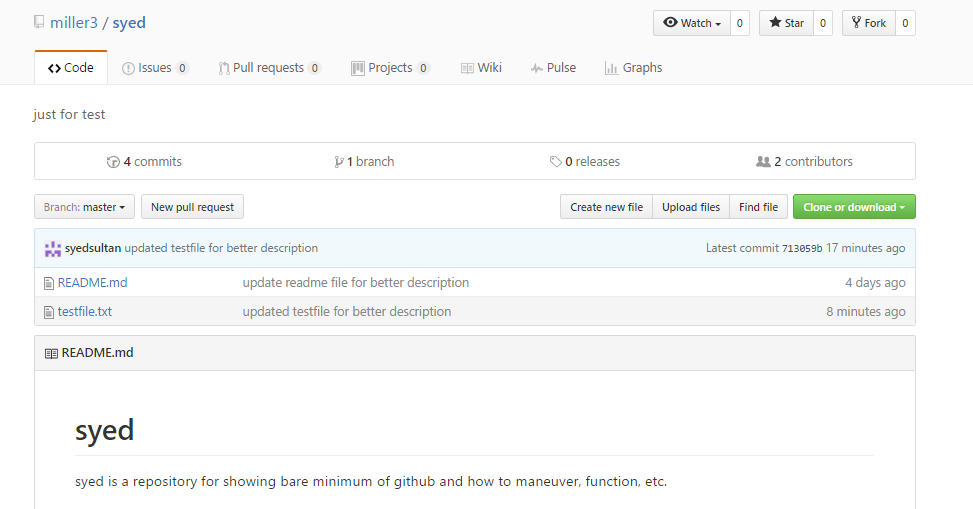 miller3 / syed Watch 0 Star 0 Fork 0
Code Issues 0 Pull requests 0 Projects 0 Wiki Pulse Graphs
just for test
4 commits 1 branch 0 releases 2 contributors
Branch: master New pull request Create new file Upload files Find file Clone or download
syedsultan updated testfile for better description Latest commit 713059b 17 minutes ago
README.md update readme file for better description 4 days ago
testfile.txt updated testfile for better description 8 minutes ago
README.md
syed
syed is a repository for showing bare minimum of github and how to maneuver, function, etc.